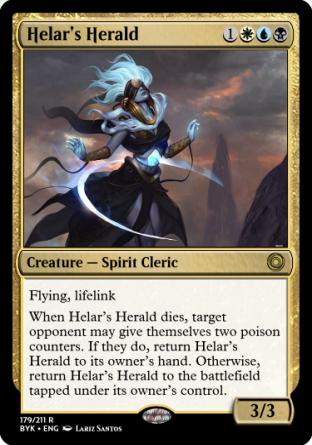 Helar's Herald 1
Creature — Spirit Cleric
Flying, lifelink
When Helar's Herald dies, target
opponent may give themselves two poison
counters. If they do, return Helar's
Herald to its owner's hand. Otherwise,
return Helar's Herald to the battlefield
tapped under its owner's control.
179/211 R
BYK • ENG Lariz Santos
3/3